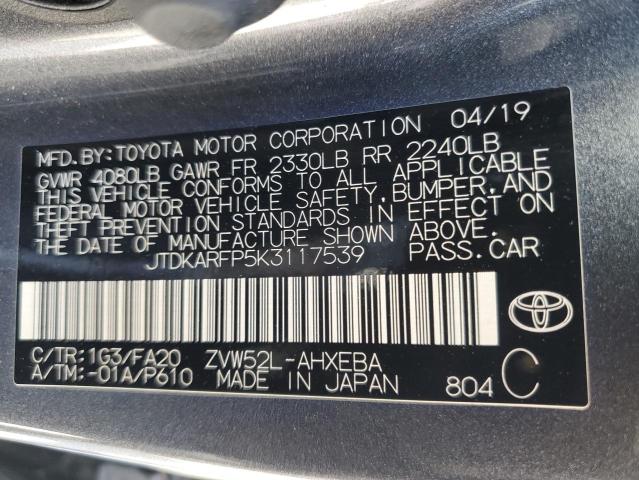 MFD. BY: TOYOTA MOTOR CORPORATION 04/19
GVWR 4080LB GAWR FR 2330LB RR 2240LB
THIS VEHICLE CONFORMS TO ALL APPLICABLE
FEDERAL MOTOR VEHICLE SAFETY, BUMPER, AND
THEFT PREVENTION STANDARDS IN EFFECT ON
THE DATE OF MANUFACTURE SHOWN ABOVE.
JTDKARFP5K3117539 PASS. CAR
C/TR: 1G3/FA20 ZVW52L-AHXEBA
A/TM: -01A/P610 MADE IN JAPAN 804 C